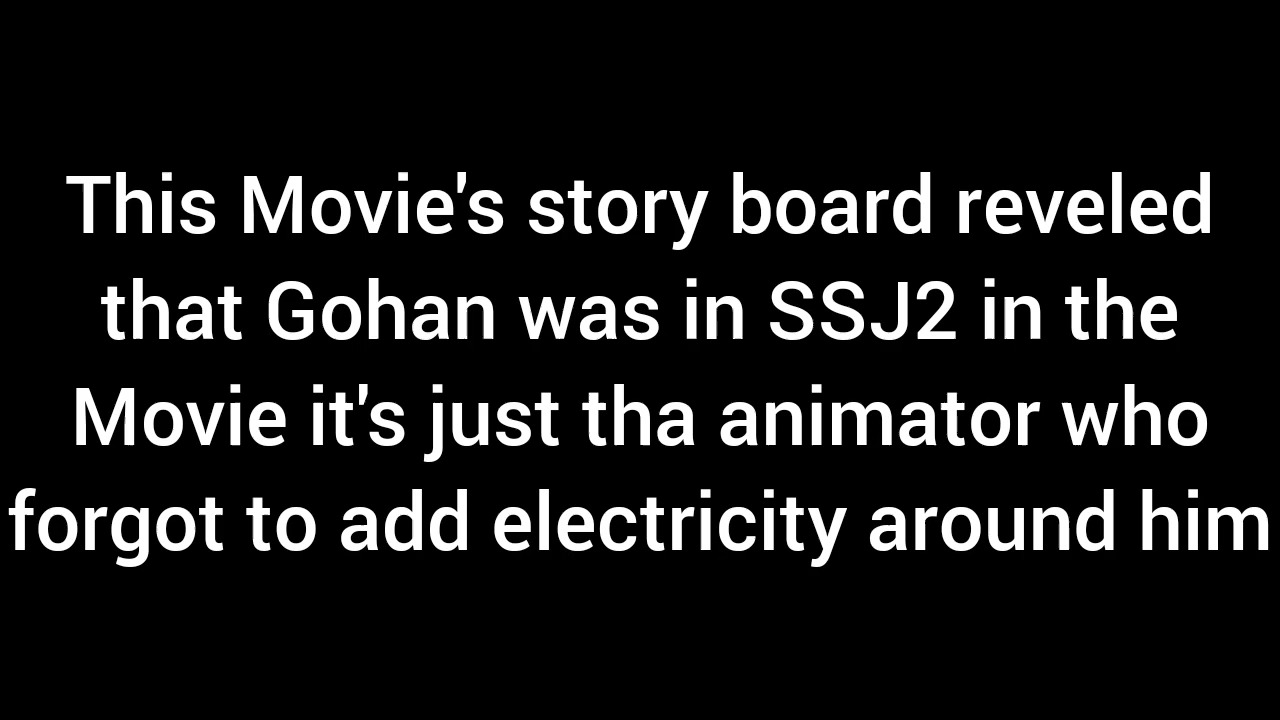 This Movie's story board reveled
that Gohan was in SSJ2 in the
Movie it's just tha animator who
forgot to add electricity around him